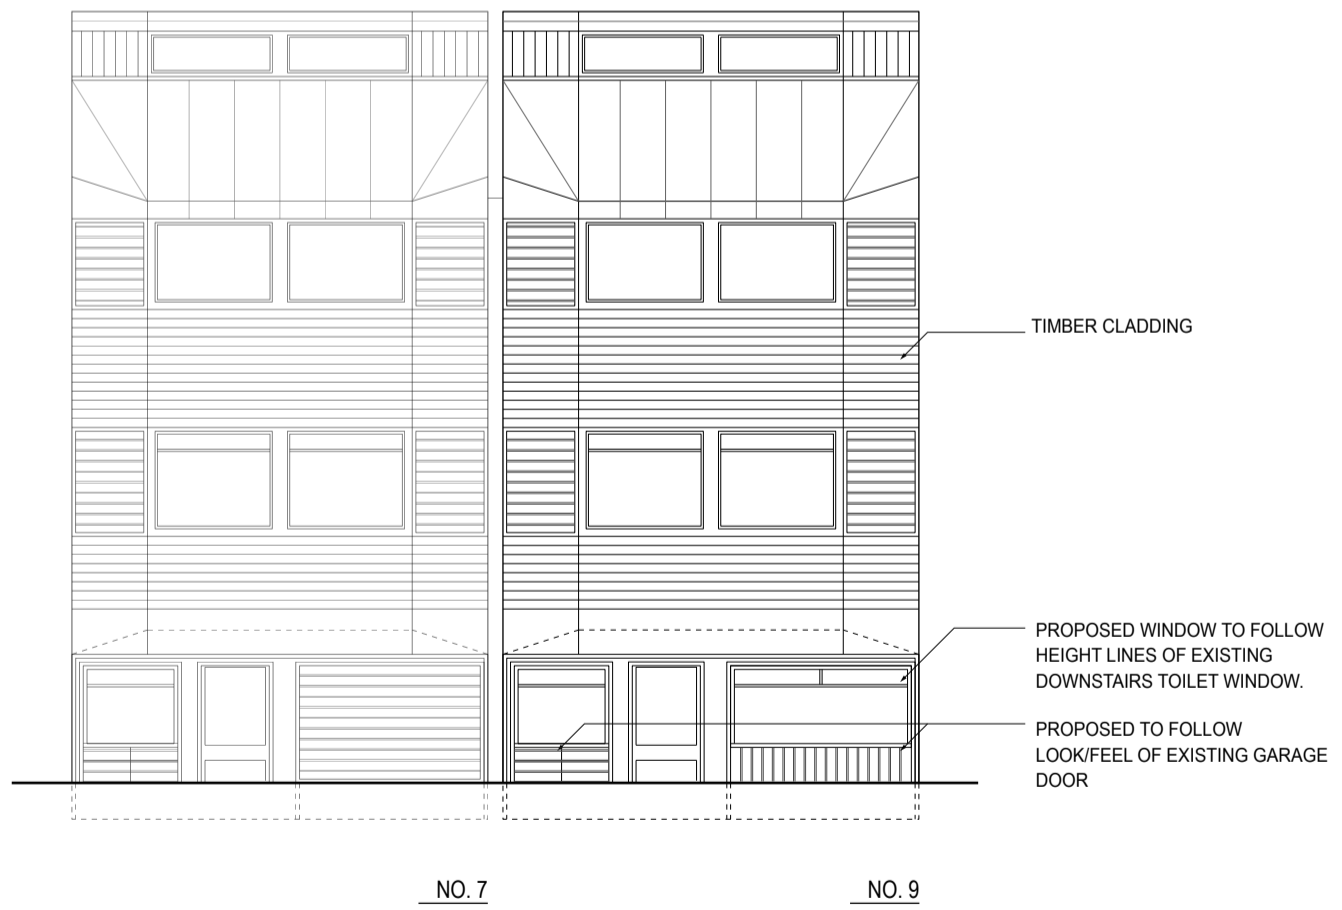 TIMBER CLADDING
PROPOSED WINDOW TO FOLLOW
HEIGHT LINES OF EXISTING
DOWNSTAIRS TOILET WINDOW.
PROPOSED TO FOLLOW
LOOK/FEEL OF EXISTING GARAGE
DOOR
NO. 7
NO. 9